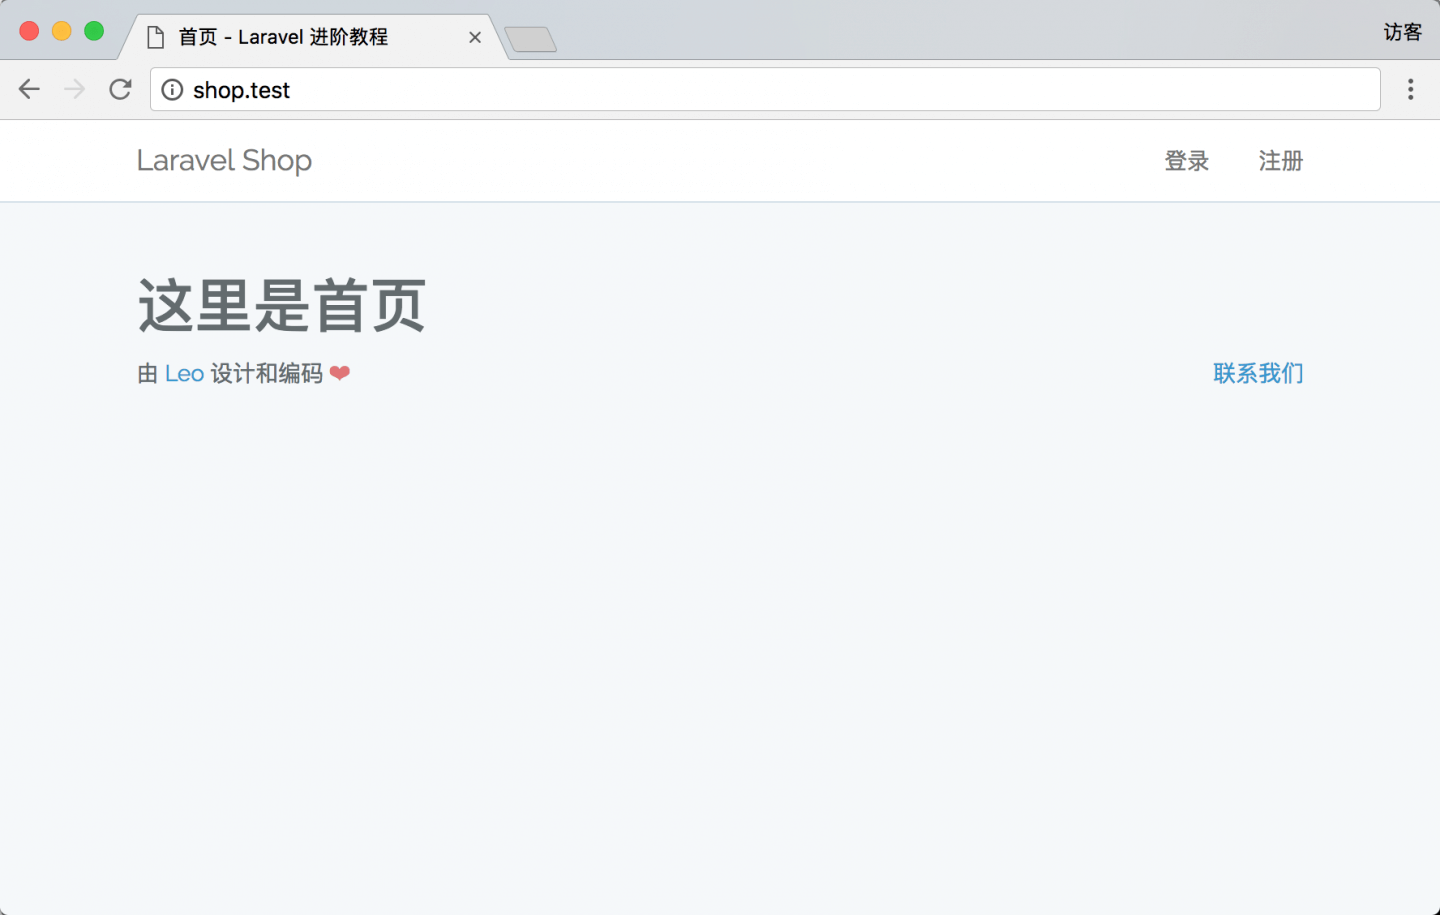 首页 - Laravel 进阶教程
访客
shop.test
Laravel Shop
登录 注册
这里是首页
由 Leo 设计和编码 ❤
联系我们